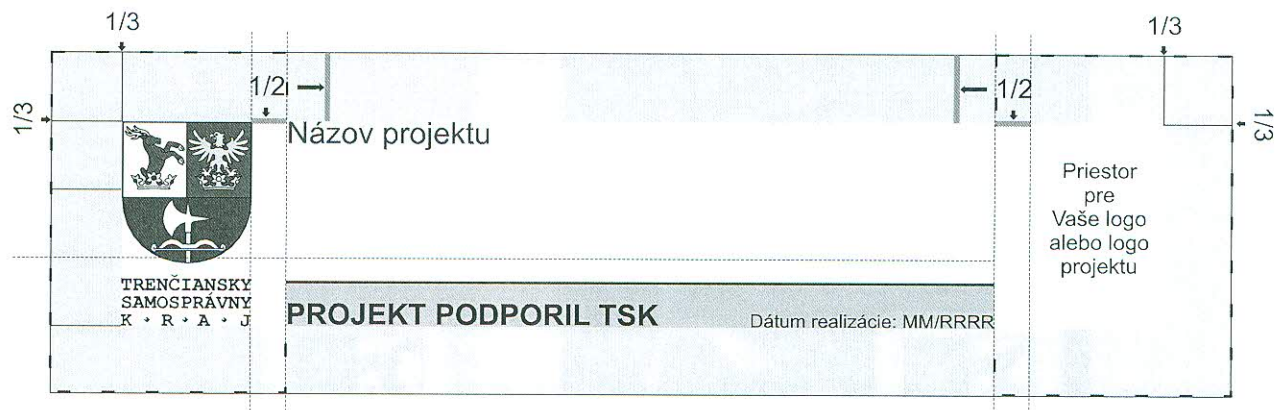 1/3
1/3
1/2
1/2
1/3
1/3
Názov projektu
Priestor
pre
Vaše logo
alebo logo
projektu
TRENČIANSKY
SAMOSPRÁVNY
K · R · A · J
PROJEKT PODPORIL TSK
Dátum realizácie: MM/RRRR